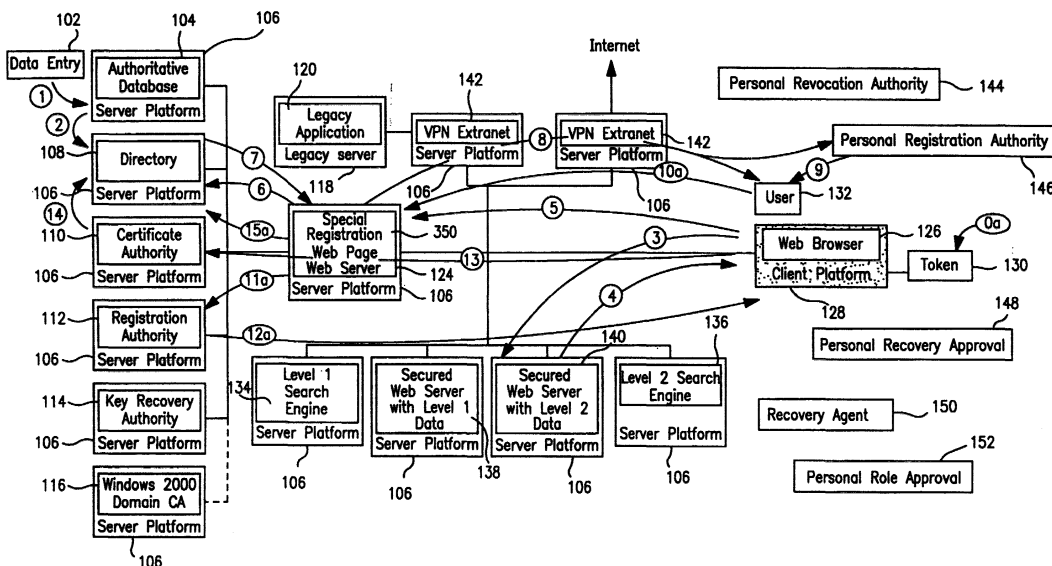 102
104
106
Data Entry
Authoritative
Database
Server Platform
1
2
108
Directory
106
Server Platform
14
110
Certificate
Authority
106
Server Platform
112
Registration
Authority
106
Server Platform
114
Key Recovery
Authority
106
Server Platform
116
Windows 2000
Domain CA
Server Platform
106
7
6
15a
11a
12a
120
Legacy
Application
Legacy server
118
Special
Registration
Web Page
Web Server
350
124
Server Platform
106
13
142
VPN Extranet
Server Platform
106
8
Internet
VPN Extranet
142
Server Platform
106
10a
5
3
4
Personal Revocation Authority
144
Personal Registration Authority
146
9
User
132
Web Browser
126
Client Platform
128
0a
Token
130
148
Personal Recovery Approval
134
Level 1
Search
Engine
Server Platform
106
Secured
Web Server
with Level 1
Data
Server Platform
138
106
140
Secured
Web Server
with Level 2
Data
Server Platform
106
136
Level 2 Search
Engine
Server Platform
106
Recovery Agent
150
152
Personal Role Approval